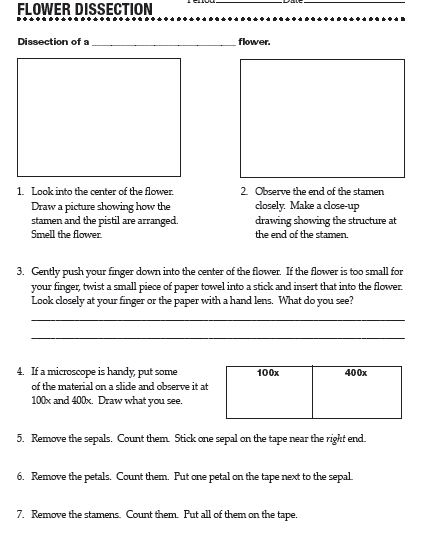 Period Date
FLOWER DISSECTION
Dissection of a flower.
1. Look into the center of the flower.
Draw a picture showing how the
stamen and the pistil are arranged.
Smell the flower.
2. Observe the end of the stamen
closely. Make a close-up
drawing showing the structure at
the end of the stamen.
3. Gently push your finger down into the center of the flower. If the flower is too small for
your finger, twist a small piece of paper towel into a stick and insert that into the flower.
Look closely at your finger or the paper with a hand lens. What do you see?
4. If a microscope is handy, put some
of the material on a slide and observe it at
100x and 400x. Draw what you see.
100x 400x
5. Remove the sepals. Count them. Stick one sepal on the tape near the right end.
6. Remove the petals. Count them. Put one petal on the tape next to the sepal.
7. Remove the stamens. Count them. Put all of them on the tape.